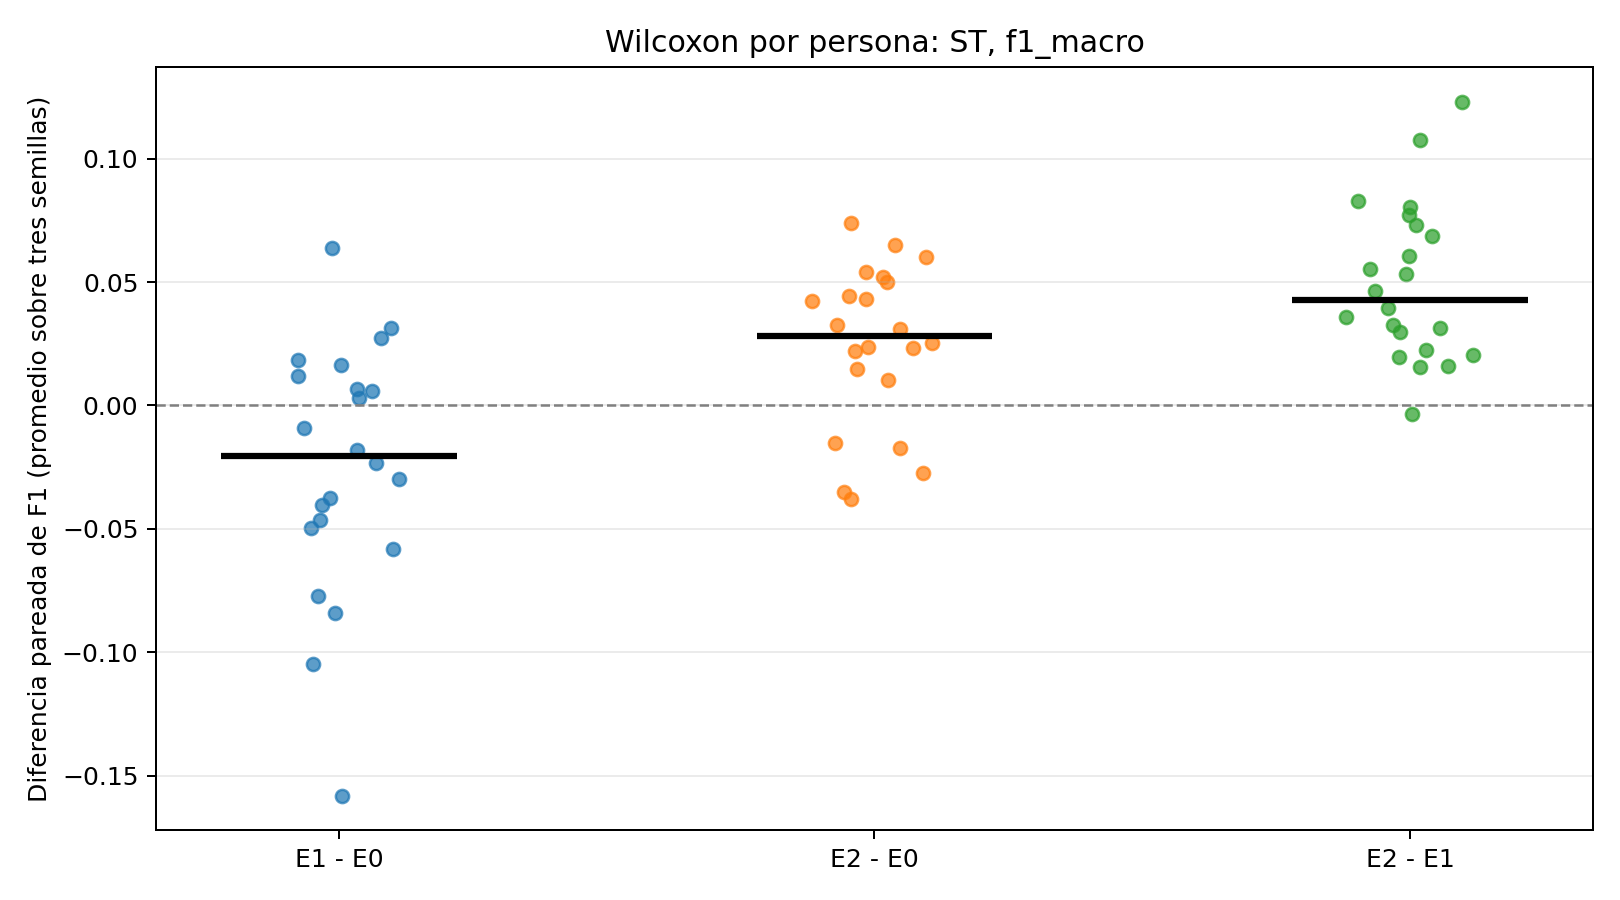 Wilcoxon por persona: ST, f1_macro
Diferencia pareada de F1 (promedio sobre tres semillas)
0.10
0.05
0.00
−0.05
−0.10
−0.15
E1 - E0
E2 - E0
E2 - E1